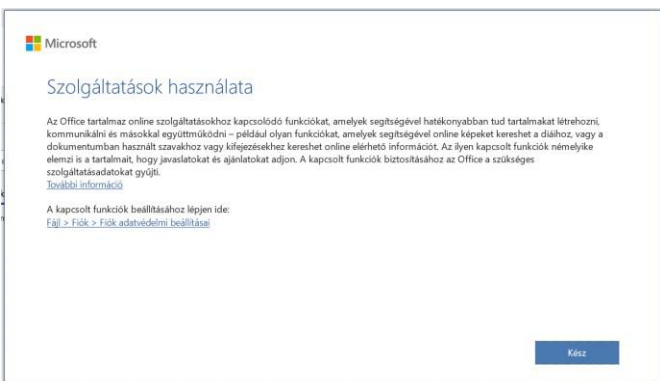 Microsoft
Szolgáltatások használata
Az Office tartalmaz online szolgáltatásokhoz kapcsolódó funkciókat, amelyek segítségével hatékonyabban tud tartalmakat létrehozni,
kommunikálni és másokkal együttműködni – például olyan funkciókat, amelyek segítségével online képeket kereshet a diáihoz, vagy a
dokumentumban használt szavakhoz vagy kifejezésekhez kereshet online elérhető információt. Az ilyen kapcsolt funkciók némelyike
elemzi is a tartalmait, hogy javaslatokat és ajánlatokat adjon. A kapcsolt funkciók biztosításához az Office a szükséges
szolgáltatásadatokat gyűjti.
További információ
A kapcsolt funkciók beállításához lépjen ide:
Fájl > Fiók > Fiók adatvédelmi beállításai
Kész